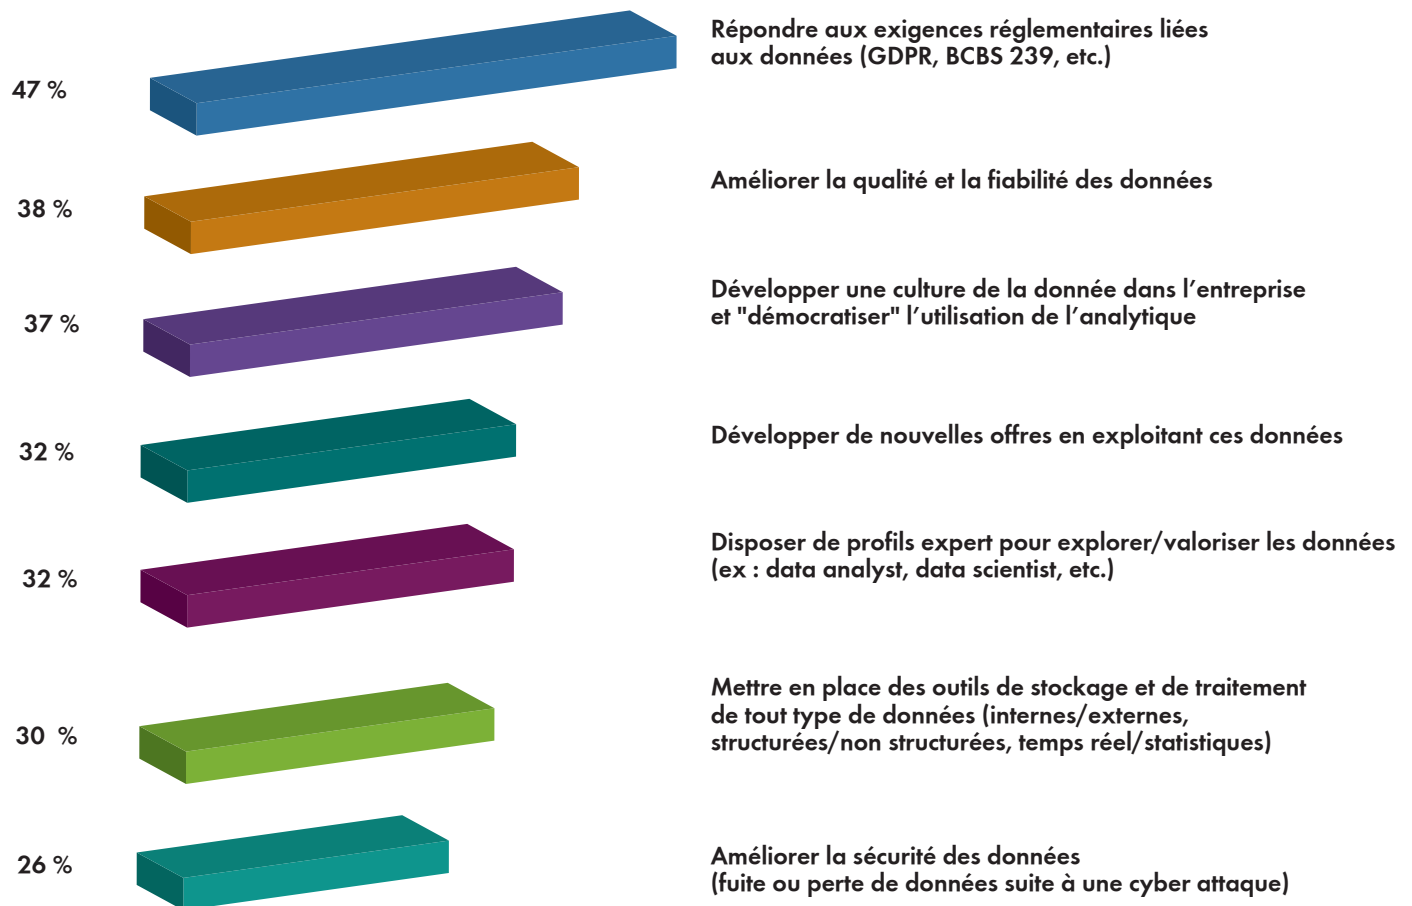 47 %
Répondre aux exigences réglementaires liées
aux données (GDPR, BCBS 239, etc.)
38 %
Améliorer la qualité et la fiabilité des données
37 %
Développer une culture de la donnée dans l’entreprise
et "démocratiser" l’utilisation de l’analytique
32 %
Développer de nouvelles offres en exploitant ces données
32 %
Disposer de profils expert pour explorer/valoriser les données
(ex : data analyst, data scientist, etc.)
30 %
Mettre en place des outils de stockage et de traitement
de tout type de données (internes/externes,
structurées/non structurées, temps réel/statistiques)
26 %
Améliorer la sécurité des données
(fuite ou perte de données suite à une cyber attaque)